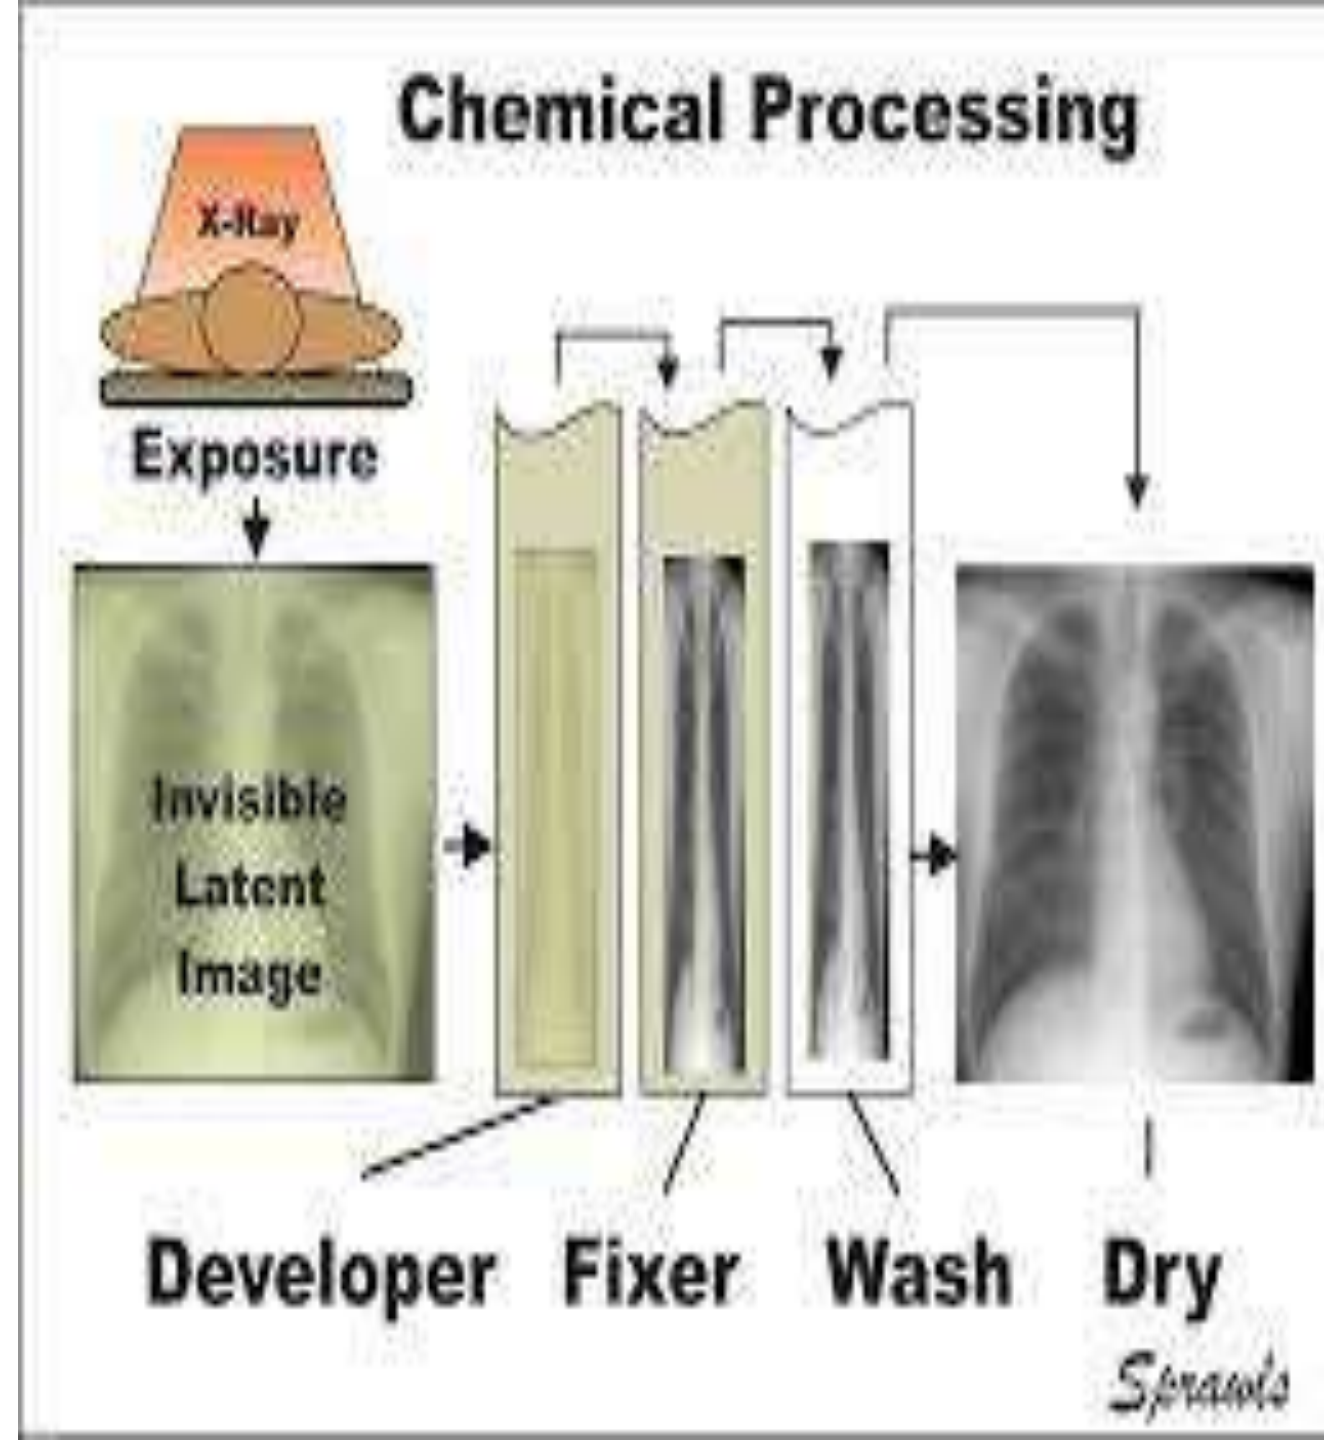 Chemical Processing
X-Ray
Exposure
Invisible
Latent
Image
Developer Fixer Wash Dry
Sprawls